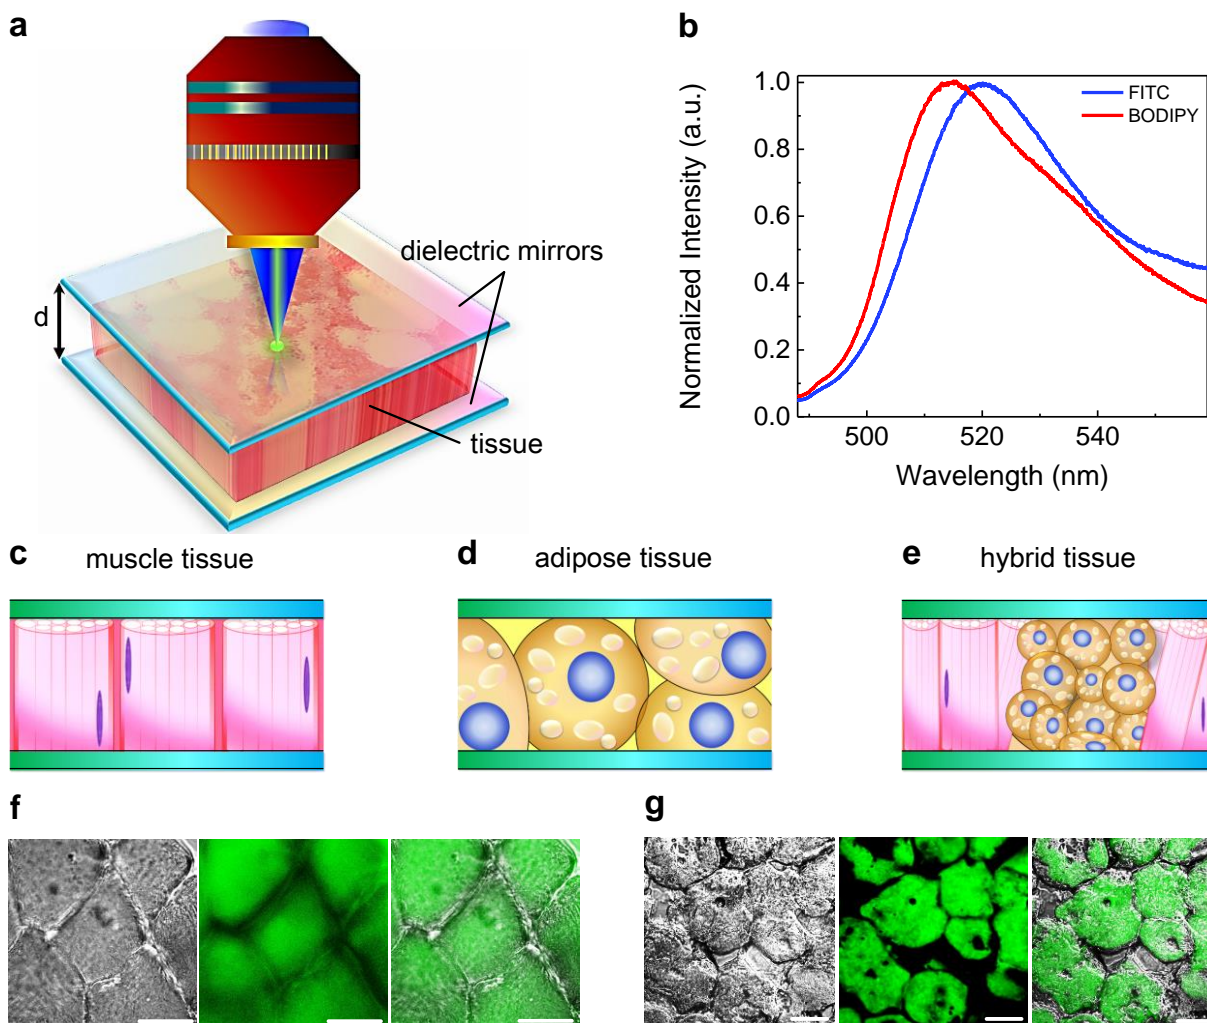 a
dielectric mirrors
d
tissue
b
Normalized Intensity (a.u.)
1.0
0.8
0.6
0.4
0.2
0.0
500
520
540
Wavelength (nm)
FITC
BODIPY
c
muscle tissue
d
adipose tissue
e
hybrid tissue
f
g